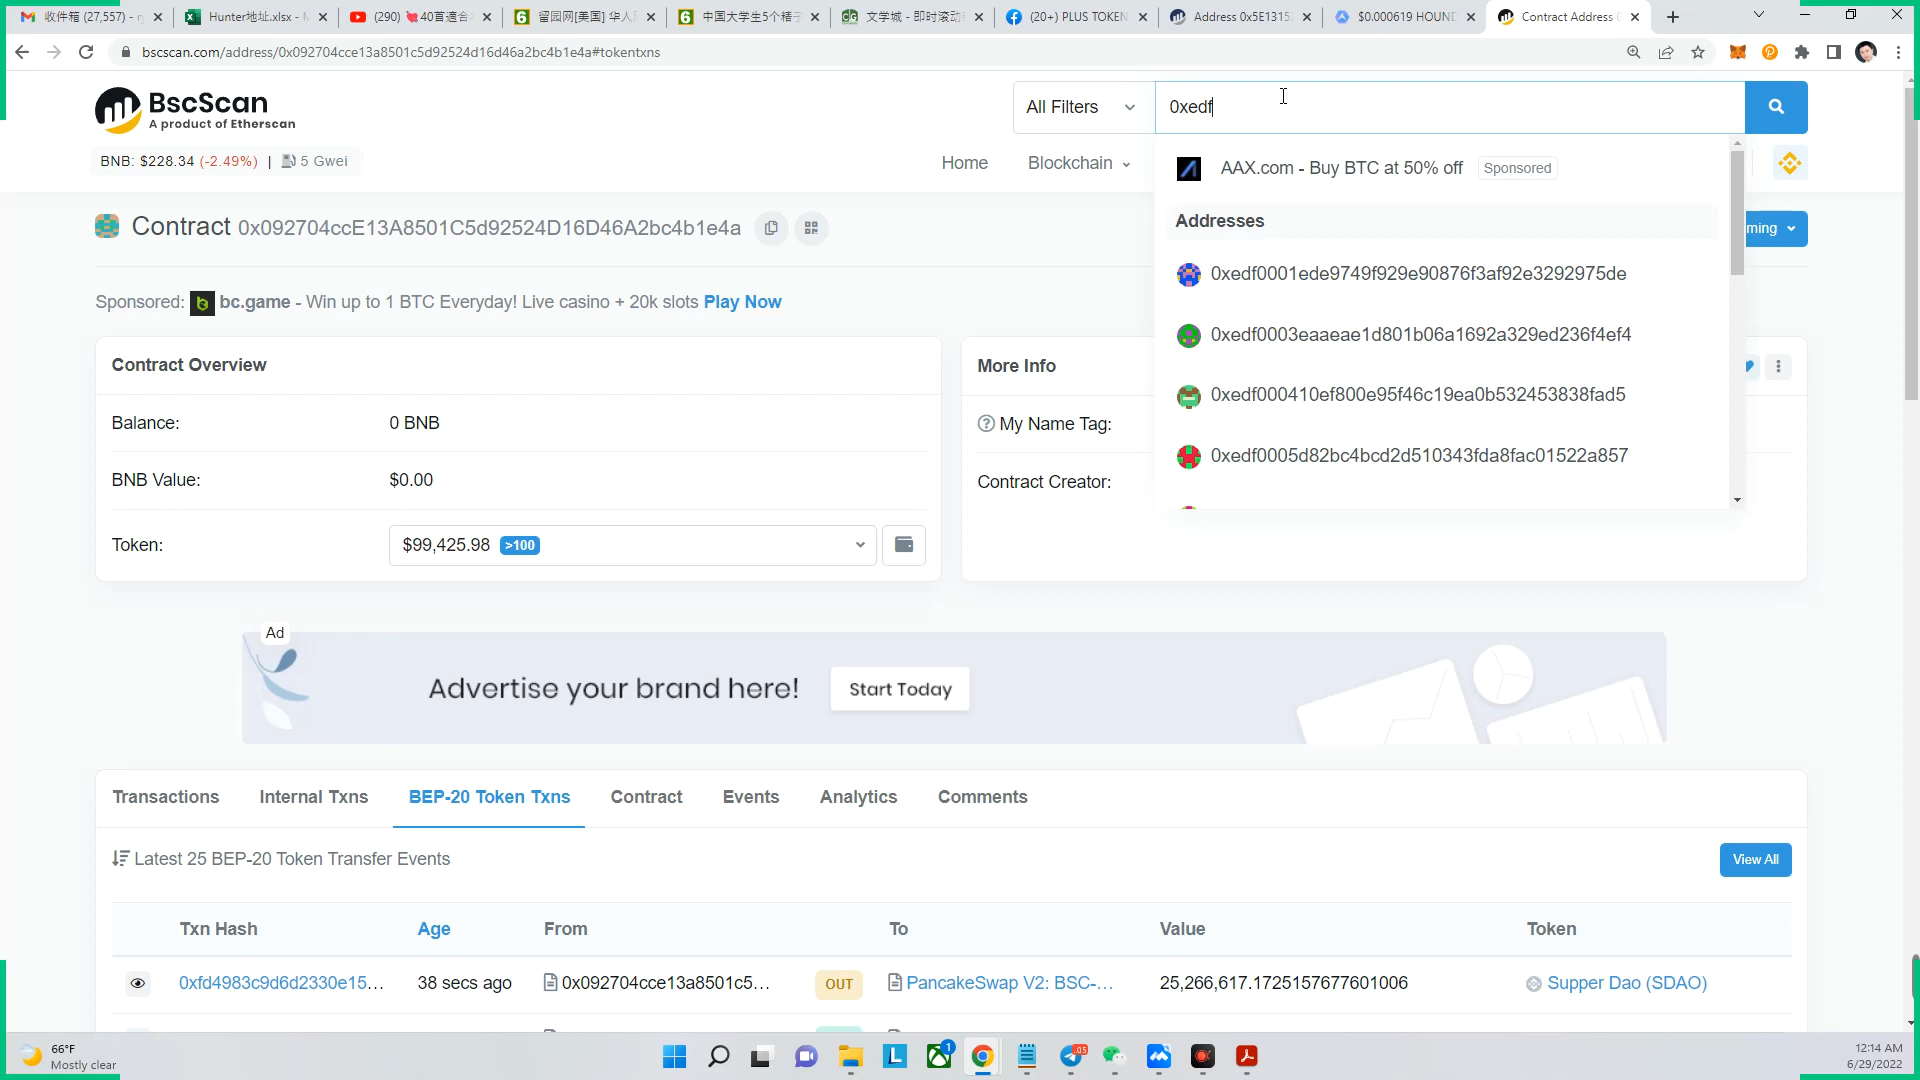 收件箱 (27,557) - r
Hunter地址.xlsx - M
(290) 💘40首適合
留园网[美国] 华人
中国大学生5个桔子
文学城 - 即时滚动
(20+) PLUS TOKEN
Address 0x5E1315
$0.000619 HOUND
Contract Address 0
bscscan.com/address/0x092704cce13a8501c5d92524d16d46a2bc4b1e4a#tokentxns
BscScan
A product of Etherscan
All Filters
0xedf
BNB: $228.34 (-2.49%) | 5 Gwei
Home
Blockchain
AAX.com - Buy BTC at 50% off Sponsored
Addresses
0xedf0001ede9749f929e90876f3af92e3292975de
0xedf0003eaaeae1d801b06a1692a329ed236f4ef4
0xedf000410ef800e95f46c19ea0b532453838fad5
0xedf0005d82bc4bcd2d510343fda8fac01522a857
Contract 0x092704ccE13A8501C5d92524D16D46A2bc4b1e4a
ming
Sponsored: bc.game - Win up to 1 BTC Everyday! Live casino + 20k slots Play Now
Contract Overview
Balance: 0 BNB
BNB Value: $0.00
Token: $99,425.98 >100
More Info
My Name Tag:
Contract Creator:
Ad
Advertise your brand here!
Start Today
Transactions
Internal Txns
BEP-20 Token Txns
Contract
Events
Analytics
Comments
Latest 25 BEP-20 Token Transfer Events
View All
Txn Hash
Age
From
To
Value
Token
0xfd4983c9d6d2330e15...
38 secs ago
0x092704cce13a8501c5...
OUT
PancakeSwap V2: BSC-...
25,266,617.1725157677601006
Supper Dao (SDAO)
66°F
Mostly clear
L
1
05
12:14 AM
6/29/2022